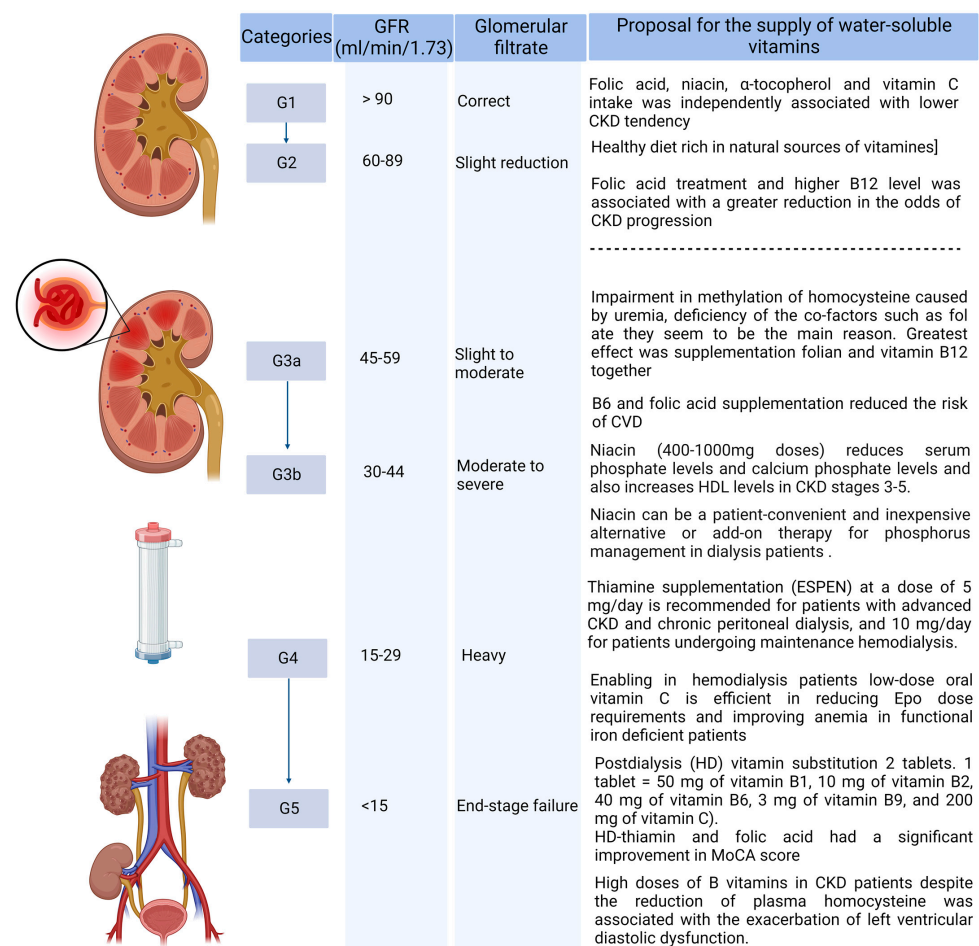 Categories
GFR
(ml/min/1.73)
Glomerular
filtrate
Proposal for the supply of water-soluble
vitamins
G1
> 90
Correct
Folic acid, niacin, α-tocopherol and vitamin C
intake was independently associated with lower
CKD tendency
G2
60-89
Slight reduction
Healthy diet rich in natural sources of vitamines]
Folic acid treatment and higher B12 level was
associated with a greater reduction in the odds of
CKD progression
G3a
45-59
Slight to
moderate
Impairment in methylation of homocysteine caused
by uremia, deficiency of the co-factors such as fol
ate they seem to be the main reason. Greatest
effect was supplementation folian and vitamin B12
together
B6 and folic acid supplementation reduced the risk
of CVD
G3b
30-44
Moderate to
severe
Niacin (400-1000mg doses) reduces serum
phosphate levels and calcium phosphate levels and
also increases HDL levels in CKD stages 3-5.
Niacin can be a patient-convenient and inexpensive
alternative or add-on therapy for phosphorus
management in dialysis patients .
Thiamine supplementation (ESPEN) at a dose of 5
mg/day is recommended for patients with advanced
CKD and chronic peritoneal dialysis, and 10 mg/day
for patients undergoing maintenance hemodialysis.
G4
15-29
Heavy
Enabling in hemodialysis patients low-dose oral
vitamin C is efficient in reducing Epo dose
requirements and improving anemia in functional
iron deficient patients
G5
<15
End-stage failure
Postdialysis (HD) vitamin substitution 2 tablets. 1
tablet = 50 mg of vitamin B1, 10 mg of vitamin B2,
40 mg of vitamin B6, 3 mg of vitamin B9, and 200
mg of vitamin C).
HD-thiamin and folic acid had a significant
improvement in MoCA score
High doses of B vitamins in CKD patients despite
the reduction of plasma homocysteine was
associated with the exacerbation of left ventricular
diastolic dysfunction.